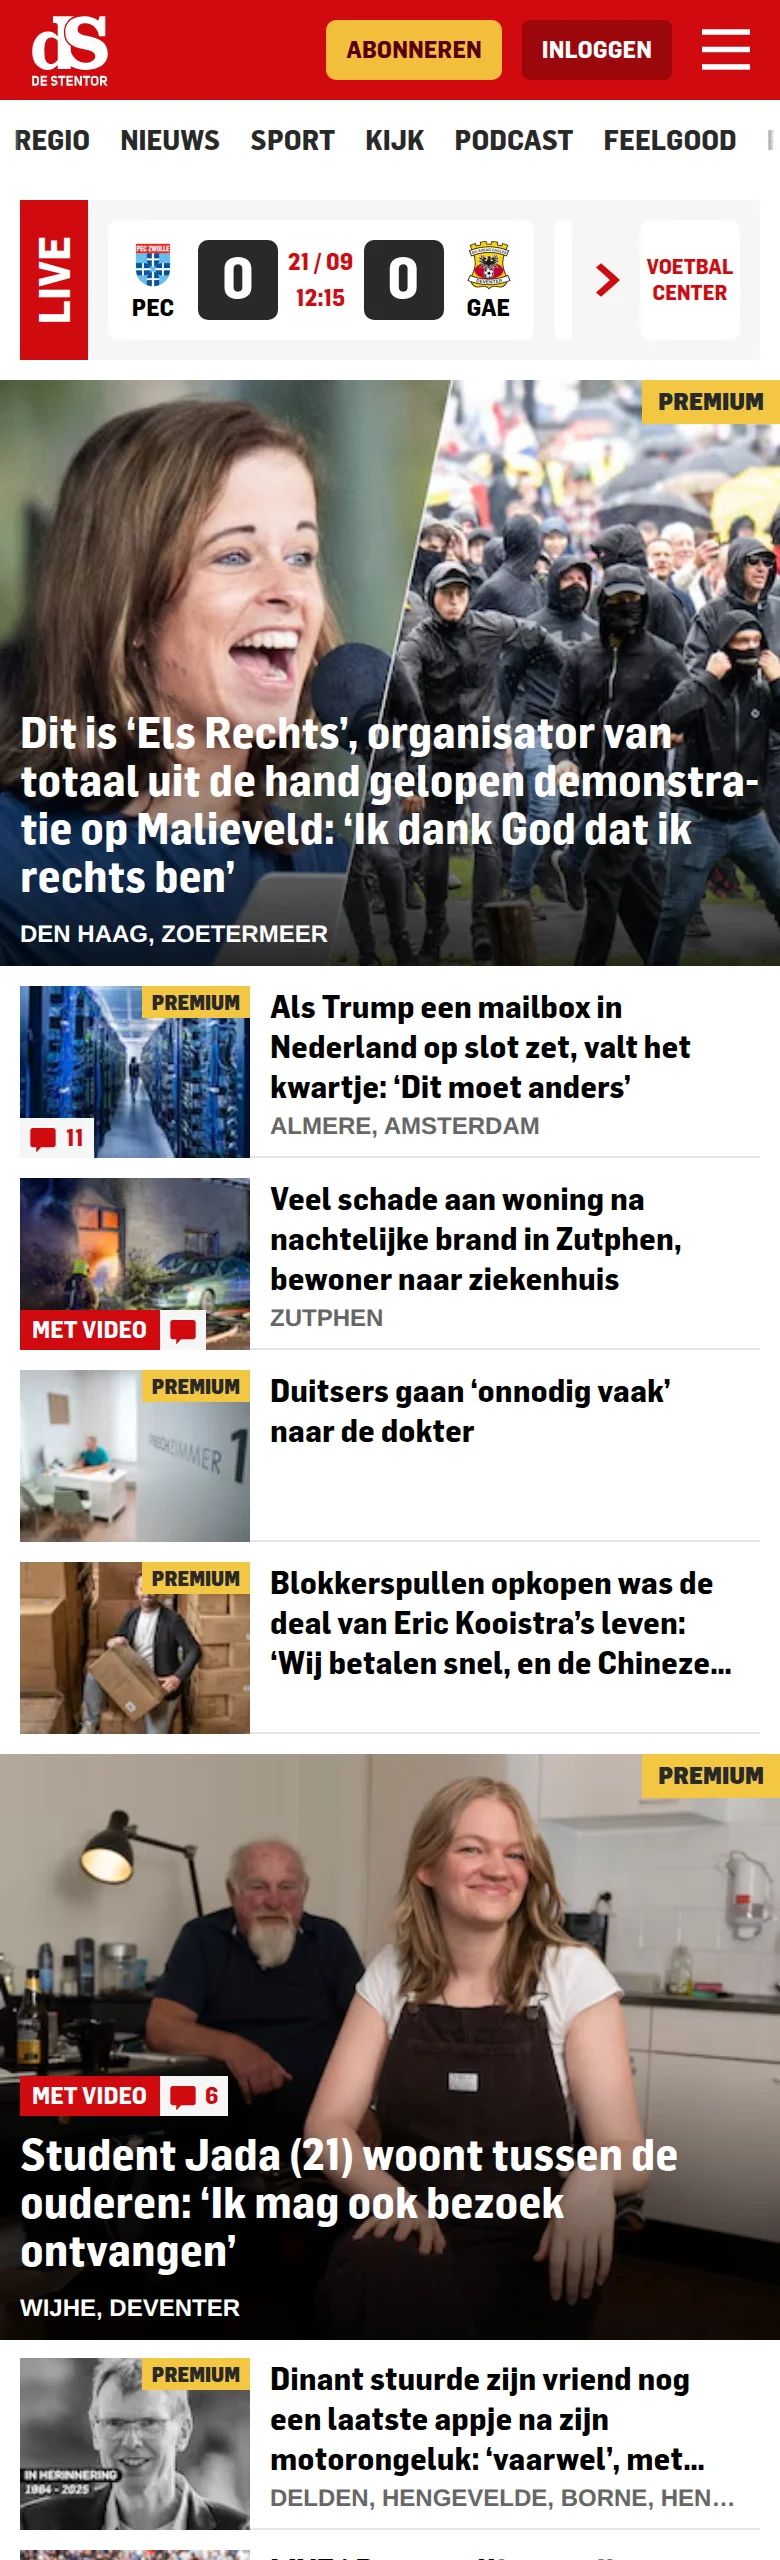 dS
DE STENTOR
ABONNEREN
INLOGGEN
REGIO NIEUWS SPORT KIJK PODCAST FEELGOOD
LIVE
PEC ZWOLLE
PEC
0
21 / 09
12:15
0
DEVENTER
GAE
VOETBAL
CENTER
PREMIUM
Dit is ‘Els Rechts’, organisator van
totaal uit de hand gelopen demonstra-
tie op Malieveld: ‘Ik dank God dat ik
rechts ben’
DEN HAAG, ZOETERMEER
PREMIUM
11
Als Trump een mailbox in
Nederland op slot zet, valt het
kwartje: ‘Dit moet anders’
ALMERE, AMSTERDAM
MET VIDEO
Veel schade aan woning na
nachtelijke brand in Zutphen,
bewoner naar ziekenhuis
ZUTPHEN
PREMIUM
SPRECHZIMMER 1
Duitsers gaan ‘onnodig vaak’
naar de dokter
PREMIUM
Blokkerspullen opkopen was de
deal van Eric Kooistra’s leven:
‘Wij betalen snel, en de Chineze...
PREMIUM
MET VIDEO
6
Student Jada (21) woont tussen de
ouderen: ‘Ik mag ook bezoek
ontvangen’
WIJHE, DEVENTER
PREMIUM
IN HERINNERING
1964 - 2025
Dinant stuurde zijn vriend nog
een laatste appje na zijn
motorongeluk: ‘vaarwel’, met...
DELDEN, HENGEVELDE, BORNE, HEN...